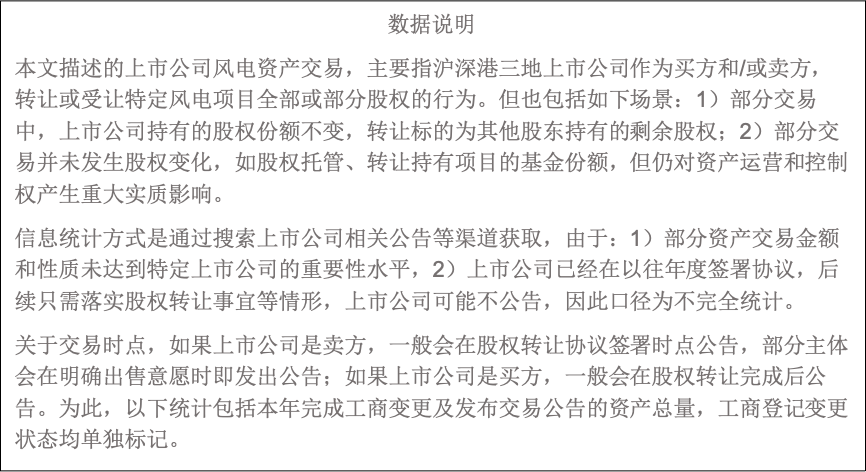 数据说明
本文描述的上市公司风电资产交易，主要指沪深港三地上市公司作为买方和/或卖方，
转让或受让特定风电项目全部或部分股权的行为。但也包括如下场景：1）部分交易
中，上市公司持有的股权份额不变，转让标的为其他股东持有的剩余股权；2）部分交
易并未发生股权变化，如股权托管、转让持有项目的基金份额，但仍对资产运营和控制
权产生重大实质影响。
信息统计方式是通过搜索上市公司相关公告等渠道获取，由于：1）部分资产交易金额
和性质未达到特定上市公司的重要性水平，2）上市公司已经在以往年度签署协议，后
续只需落实股权转让事宜等情形，上市公司可能不公告，因此口径为不完全统计。
关于交易时点，如果上市公司是卖方，一般会在股权转让协议签署时点公告，部分主体
会在明确出售意愿时即发出公告；如果上市公司是买方，一般会在股权转让完成后公
告。为此，以下统计包括本年完成工商变更及发布交易公告的资产总量，工商登记变更
状态均单独标记。